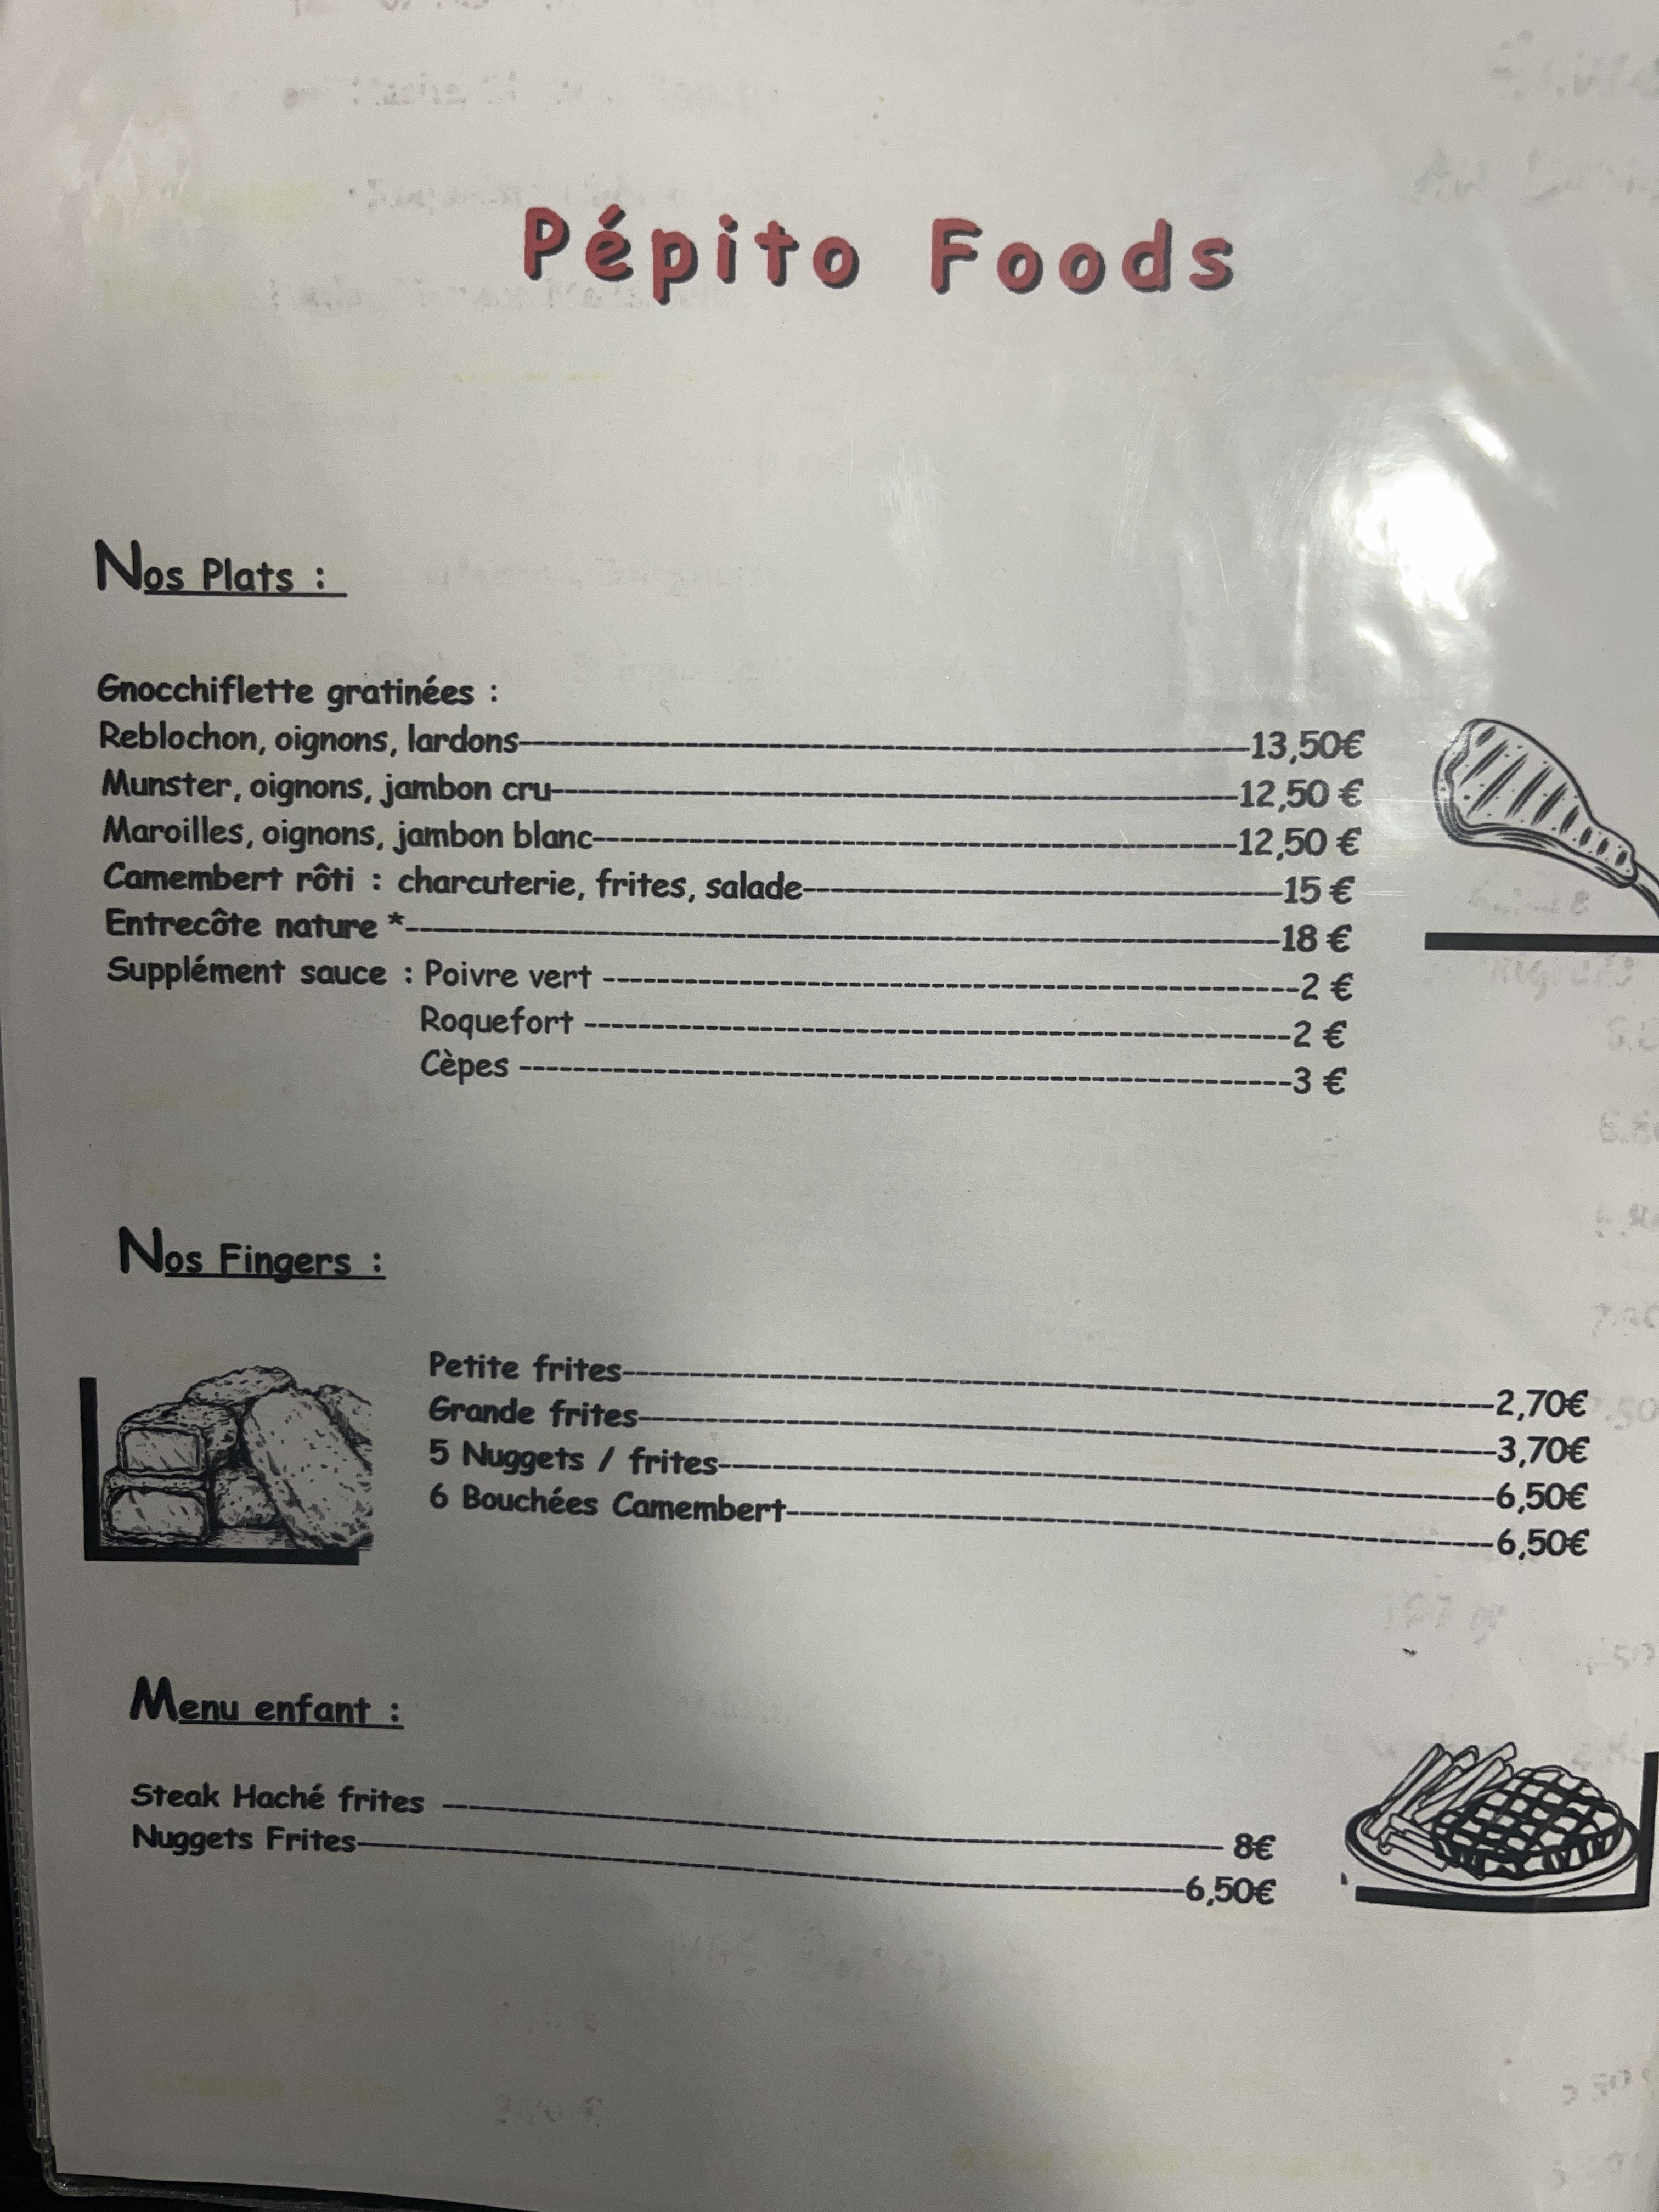 Pépito Foods
Nos Plats :
Gnocchiflette gratinées :
Reblochon, oignons, lardons---13,50€
Munster, oignons, jambon cru---12,50 €
Maroilles, oignons, jambon blanc---12,50 €
Camembert rôti : charcuterie, frites, salade---15 €
Entrecôte nature *---18 €
Supplément sauce : Poivre vert ---2 €
Roquefort ---2 €
Cèpes ---3 €
Nos Fingers :
Petite frites---2,70€
Grande frites---3,70€
5 Nuggets / frites---6,50€
6 Bouchées Camembert---6,50€
Menu enfant :
Steak Haché frites --- 8€
Nuggets Frites---6,50€